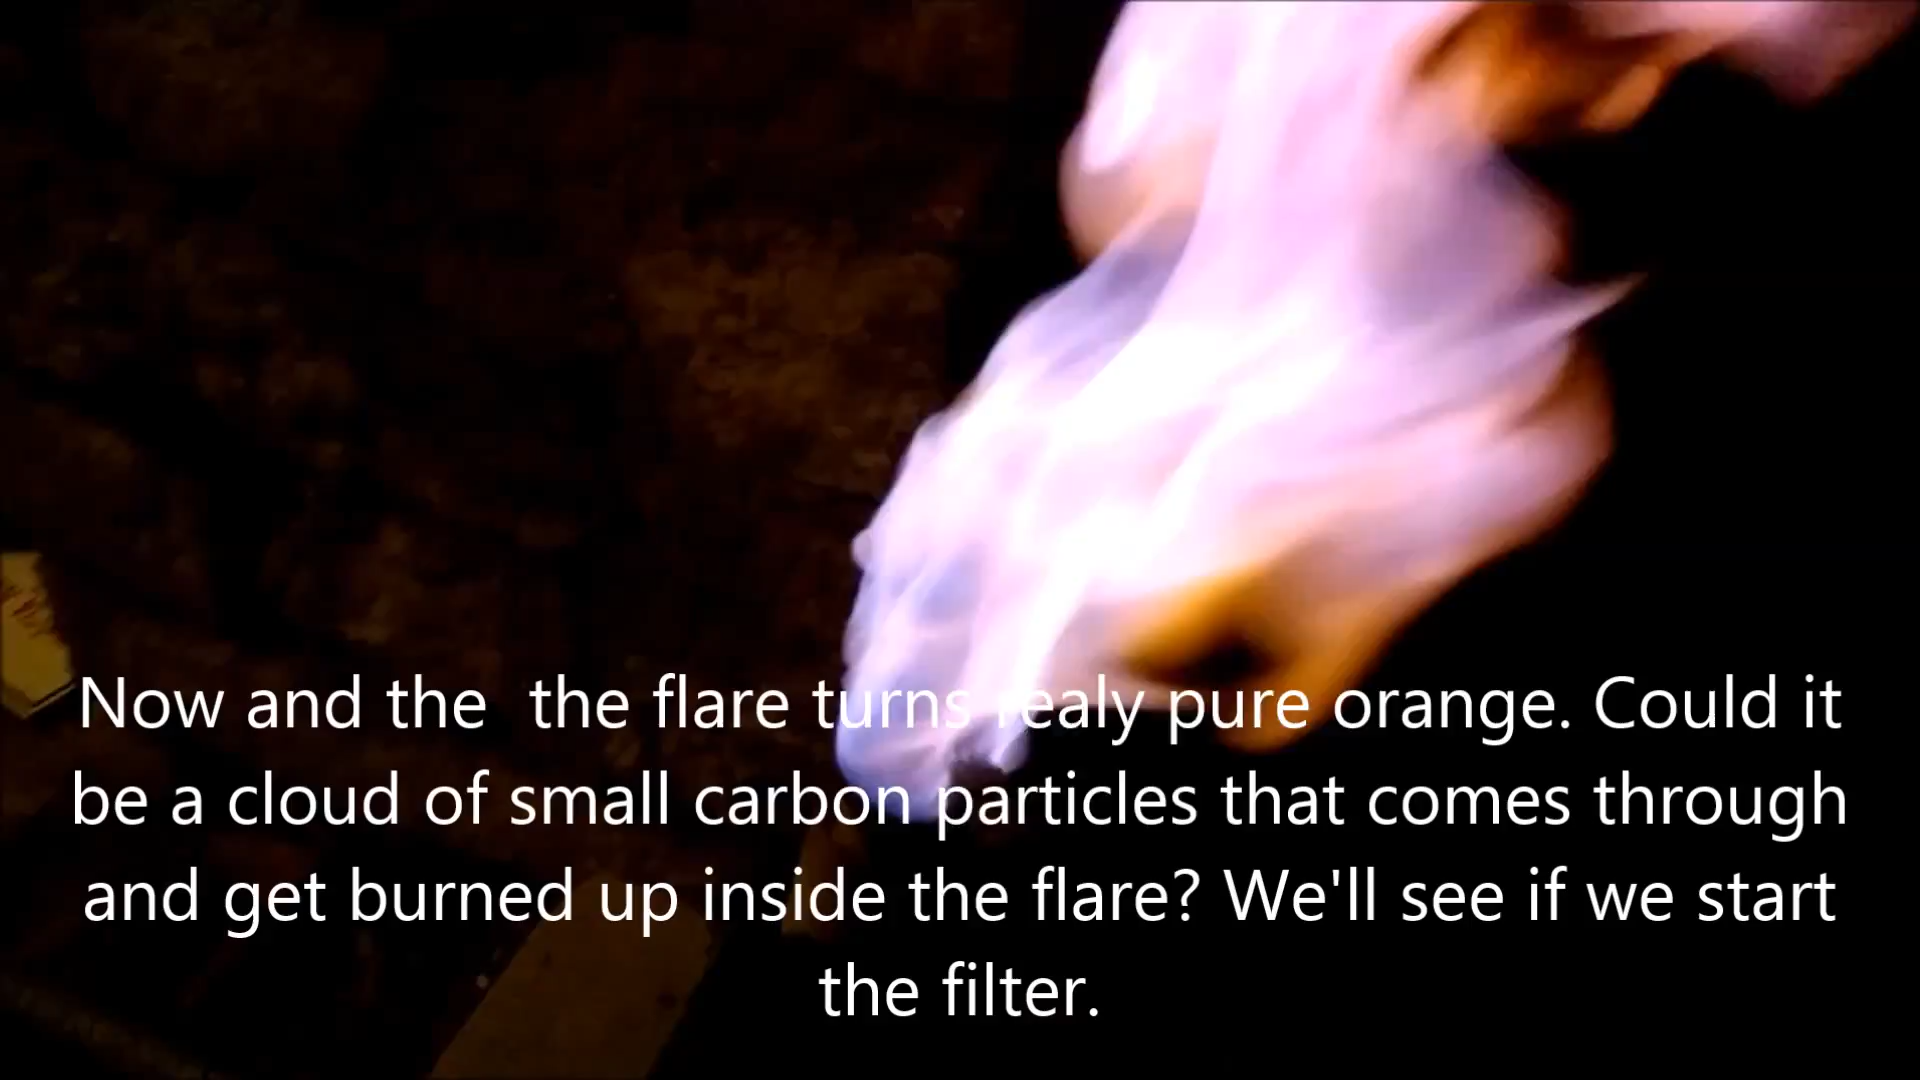 Now and the  the flare turns realy pure orange. Could it
be a cloud of small carbon particles that comes through
and get burned up inside the flare? We'll see if we start
the filter.